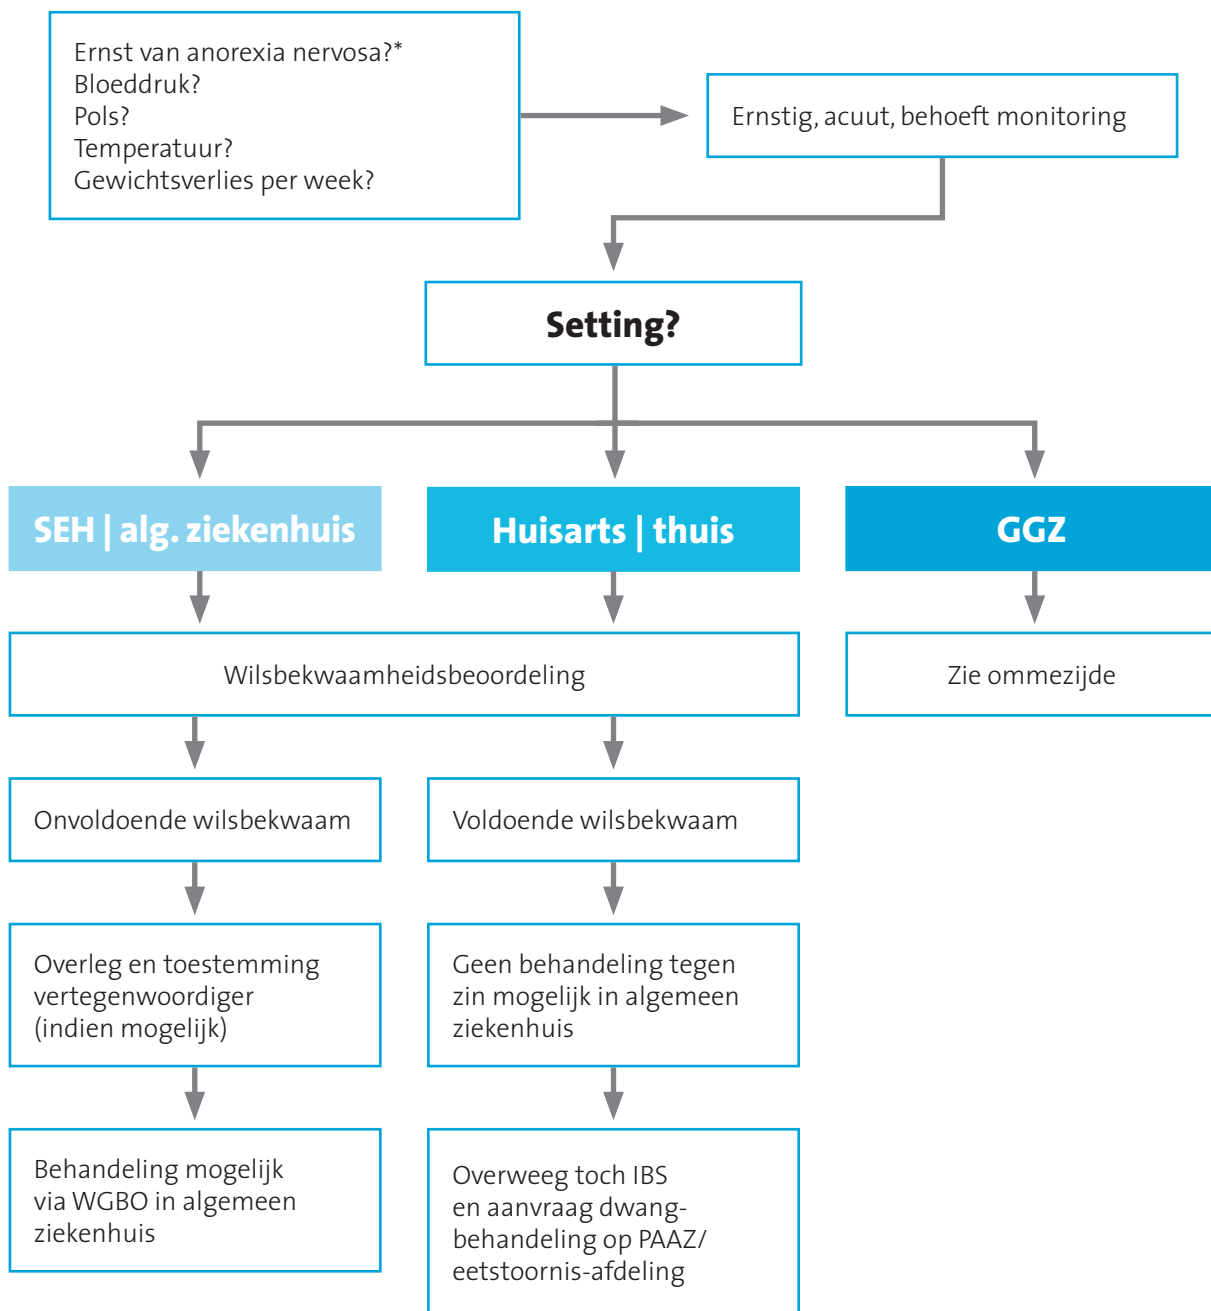 Ernst van anorexia nervosa?*
Bloeddruk?
Pols?
Temperatuur?
Gewichtsverlies per week?
Ernstig, acuut, behoeft monitoring
Setting?
SEH | alg. ziekenhuis
Huisarts | thuis
GGZ
Wilsbekwaamheidsbeoordeling
Zie ommezijde
Onvoldoende wilsbekwaam
Voldoende wilsbekwaam
Overleg en toestemming
vertegenwoordiger
(indien mogelijk)
Geen behandeling tegen
zin mogelijk in algemeen
ziekenhuis
Behandeling mogelijk
via WGBO in algemeen
ziekenhuis
Overweeg toch IBS
en aanvraag dwang-
behandeling op PAAZ/
eetstoornis-afdeling